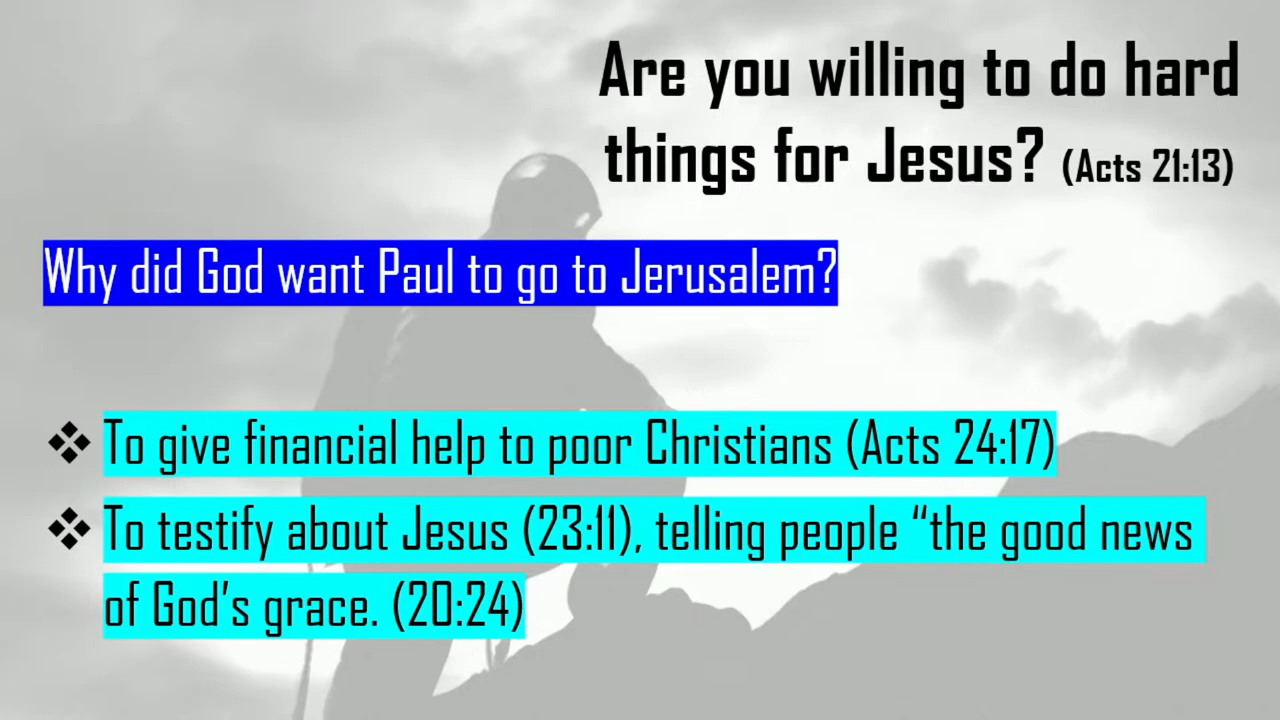 Are you willing to do hard
things for Jesus? (Acts 21:13)
Why did God want Paul to go to Jerusalem?
❖ To give financial help to poor Christians (Acts 24:17)
❖ To testify about Jesus (23:11), telling people “the good news
of God’s grace. (20:24)